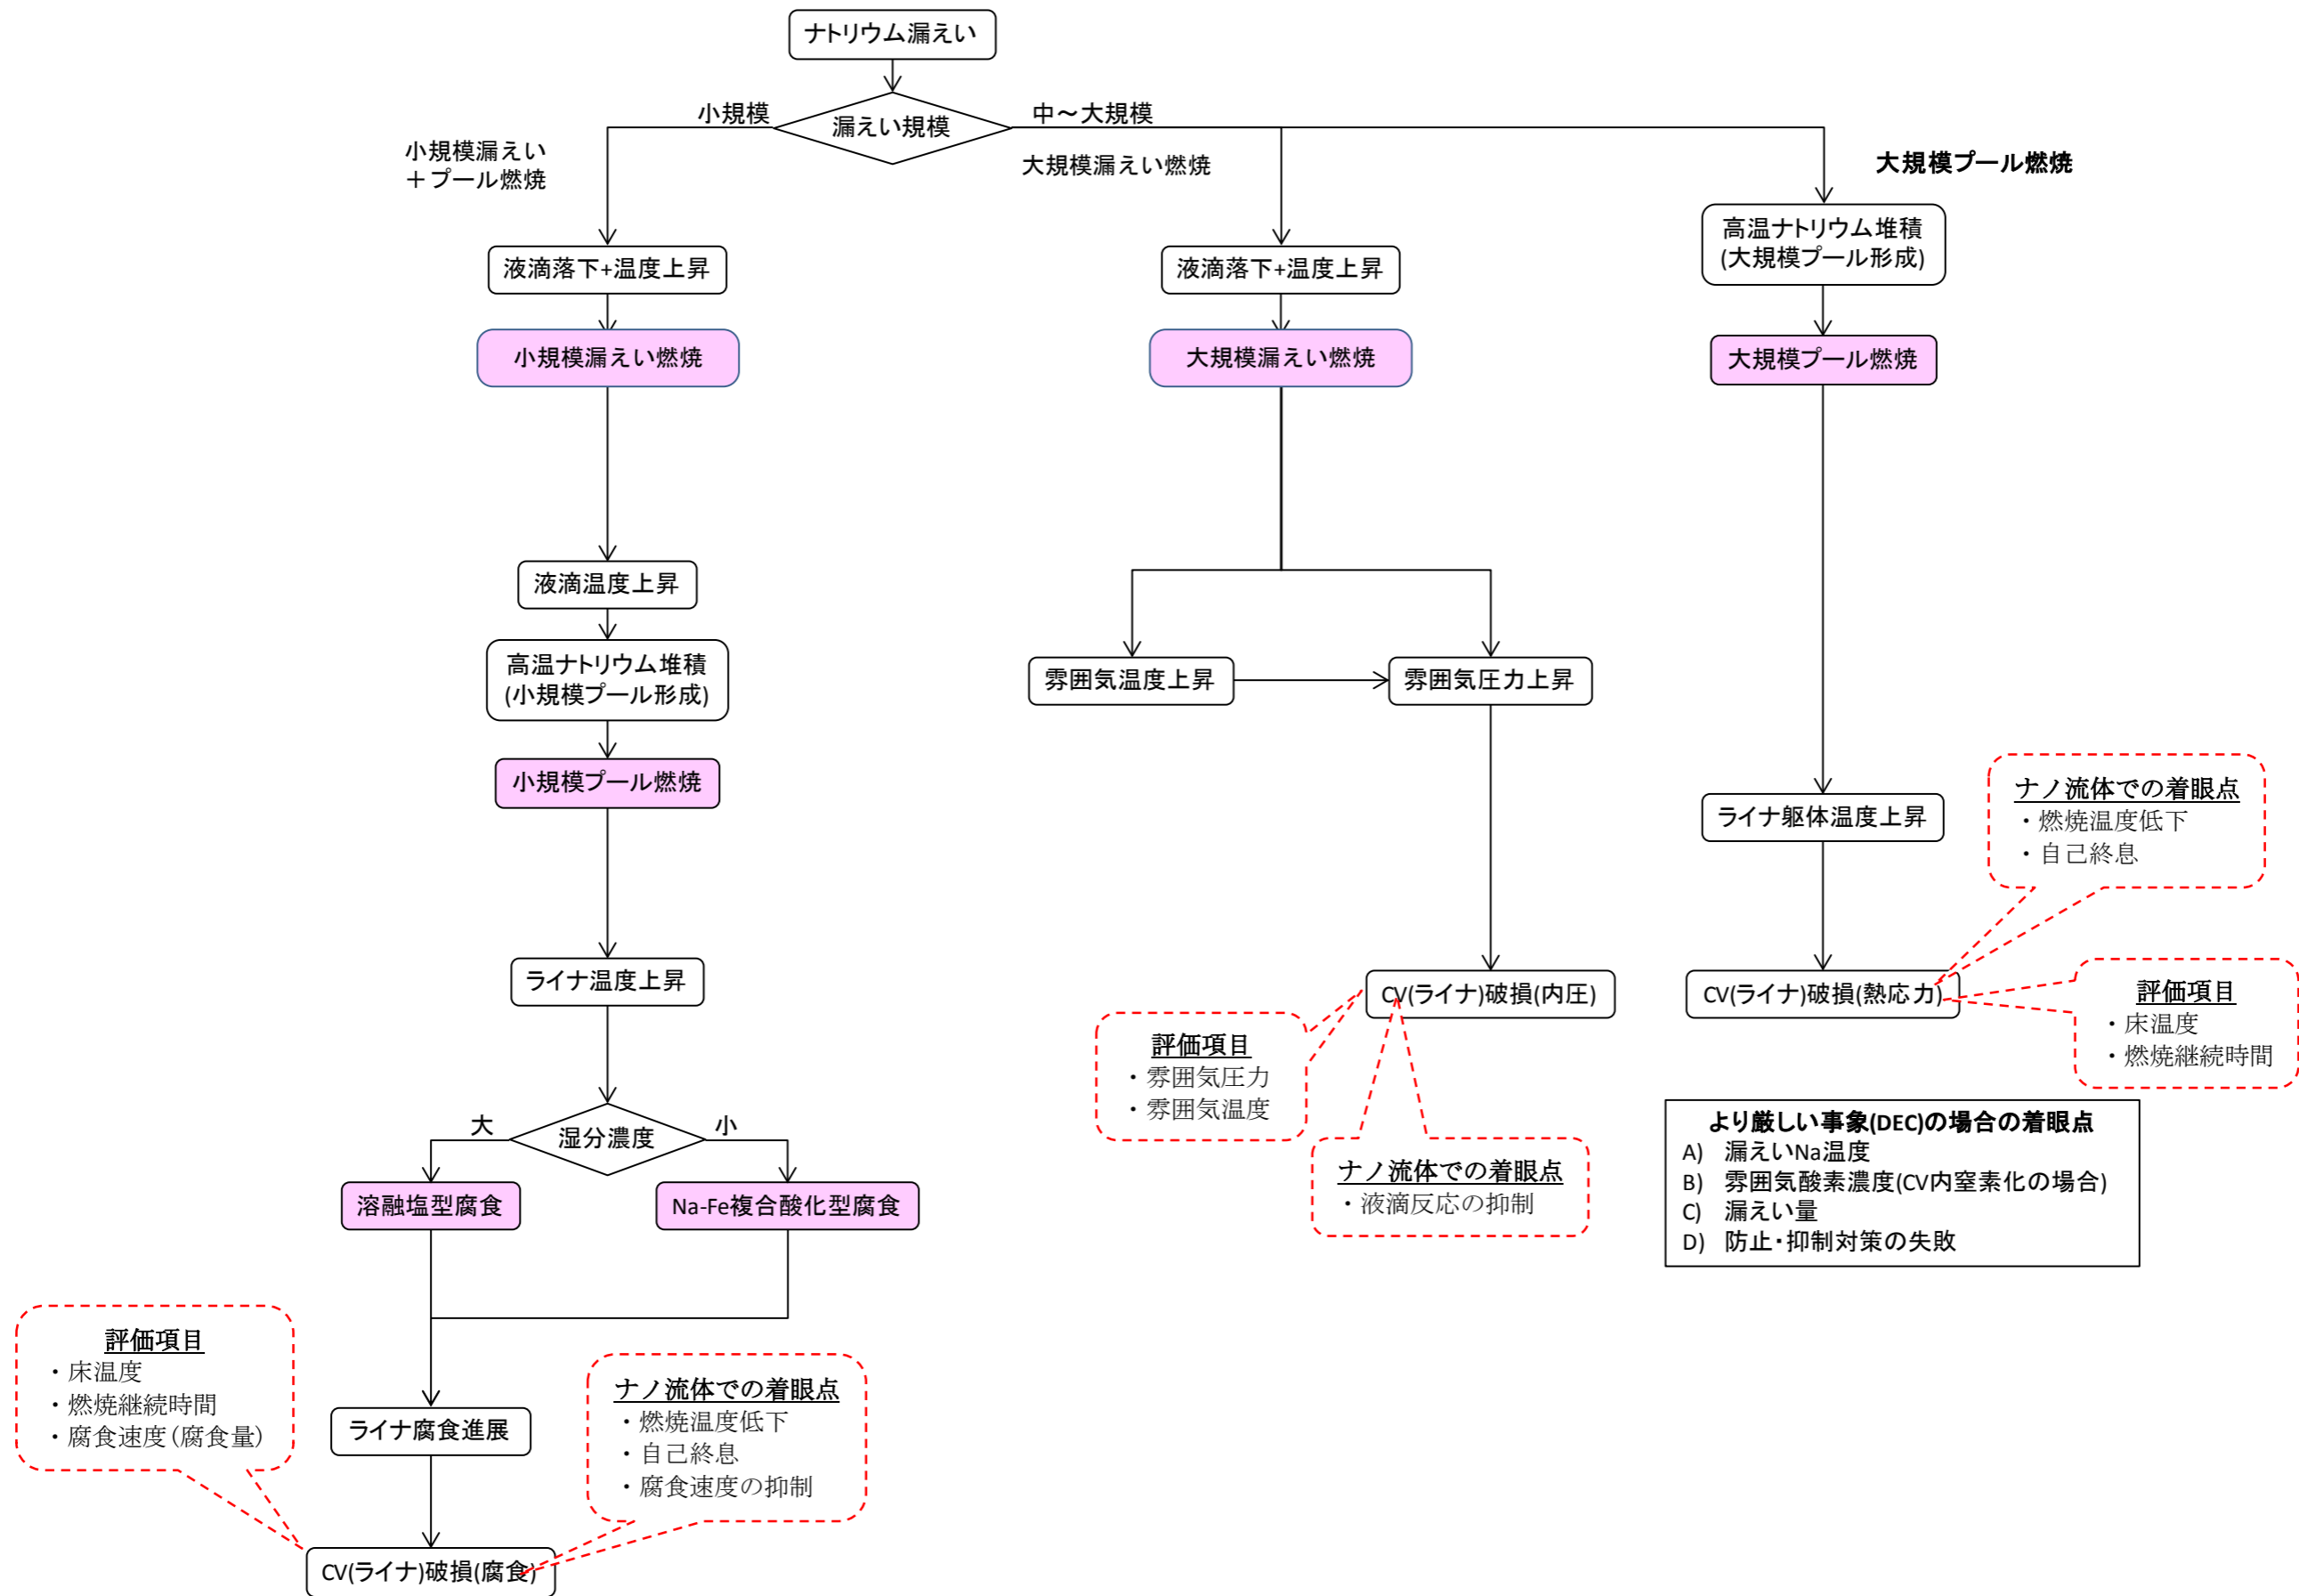 ナトリウム漏えい
漏えい規模
小規模
中～大規模
小規模漏えい
＋プール燃焼
大規模漏えい燃焼
大規模プール燃焼
液滴落下+温度上昇
小規模漏えい燃焼
液滴温度上昇
高温ナトリウム堆積
(小規模プール形成)
小規模プール燃焼
ライナ温度上昇
湿分濃度
大
小
溶融塩型腐食
Na-Fe複合酸化型腐食
ライナ腐食進展
CV(ライナ)破損(腐食)
評価項目
・床温度
・燃焼継続時間
・腐食速度(腐食量)
ナノ流体での着眼点
・燃焼温度低下
・自己終息
・腐食速度の抑制
液滴落下+温度上昇
大規模漏えい燃焼
雰囲気温度上昇
雰囲気圧力上昇
CV(ライナ)破損(内圧)
評価項目
・雰囲気圧力
・雰囲気温度
ナノ流体での着眼点
・液滴反応の抑制
高温ナトリウム堆積
(大規模プール形成)
大規模プール燃焼
ライナ躯体温度上昇
CV(ライナ)破損(熱応力)
ナノ流体での着眼点
・燃焼温度低下
・自己終息
評価項目
・床温度
・燃焼継続時間
より厳しい事象(DEC)の場合の着眼点
A) 漏えいNa温度
B) 雰囲気酸素濃度(CV内窒素化の場合)
C) 漏えい量
D) 防止・抑制対策の失敗